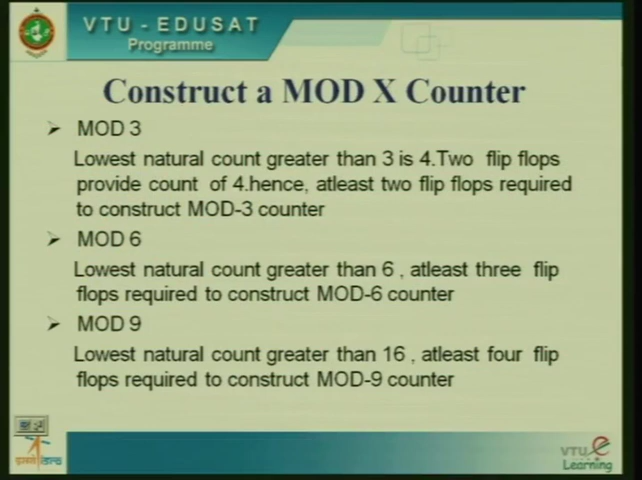 VTU - EDUSAT
Programme
Construct a MOD X Counter
➢ MOD 3
Lowest natural count greater than 3 is 4.Two flip flops
provide count of 4.hence, atleast two flip flops required
to construct MOD-3 counter
➢ MOD 6
Lowest natural count greater than 6 , atleast three flip
flops required to construct MOD-6 counter
➢ MOD 9
Lowest natural count greater than 16 , atleast four flip
flops required to construct MOD-9 counter
VTU e
Learning